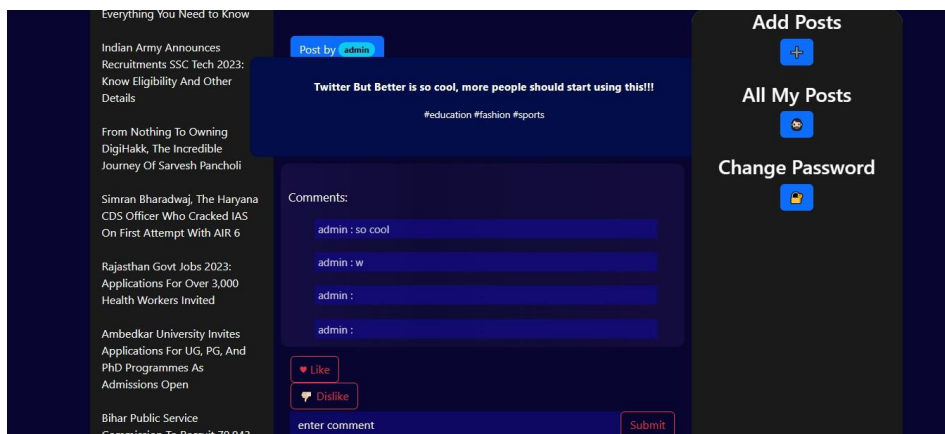 Everything You Need to Know
Indian Army Announces
Recruitments SSC Tech 2023:
Know Eligibility And Other
Details
From Nothing To Owning
DigiHakk, The Incredible
Journey Of Sarvesh Pancholi
Simran Bharadwaj, The Haryana
CDS Officer Who Cracked IAS
On First Attempt With AIR 6
Rajasthan Govt Jobs 2023:
Applications For Over 3,000
Health Workers Invited
Ambedkar University Invites
Applications For UG, PG, And
PhD Programmes As
Admissions Open
Bihar Public Service
Commission To Recruit
Post by admin
Twitter But Better is so cool, more people should start using this!!!
#education #fashion #sports
Comments:
admin : so cool
admin : w
admin :
admin :
Like
Dislike
enter comment
Submit
Add Posts
All My Posts
Change Password